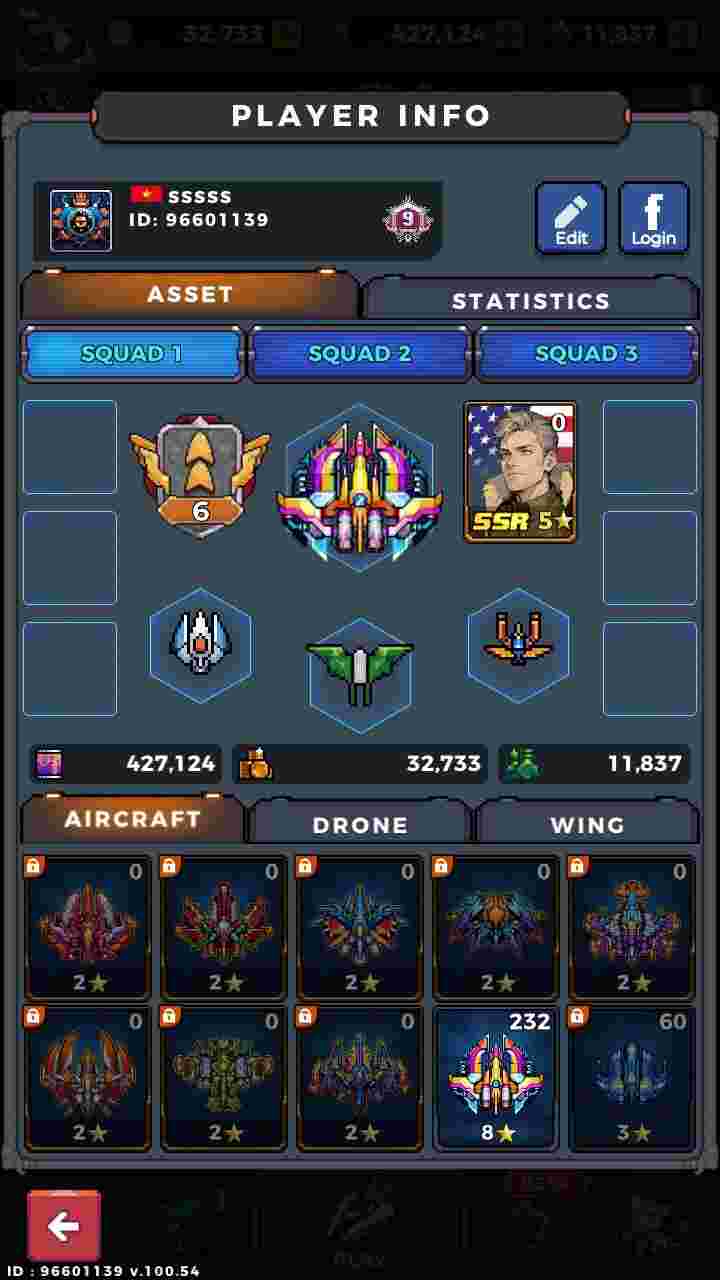 32,733
427,124
11,837
PLAYER INFO
SSSSS
ID: 96601139
9
Edit
Login
ASSET
STATISTICS
SQUAD 1
SQUAD 2
SQUAD 3
6
0
SSR 5
427,124
32,733
11,837
AIRCRAFT
DRONE
WING
0
0
0
0
0
2
2
2
2
2
0
0
0
232
60
2
2
2
8
3
PLAY
ID : 96601139 v.100.54